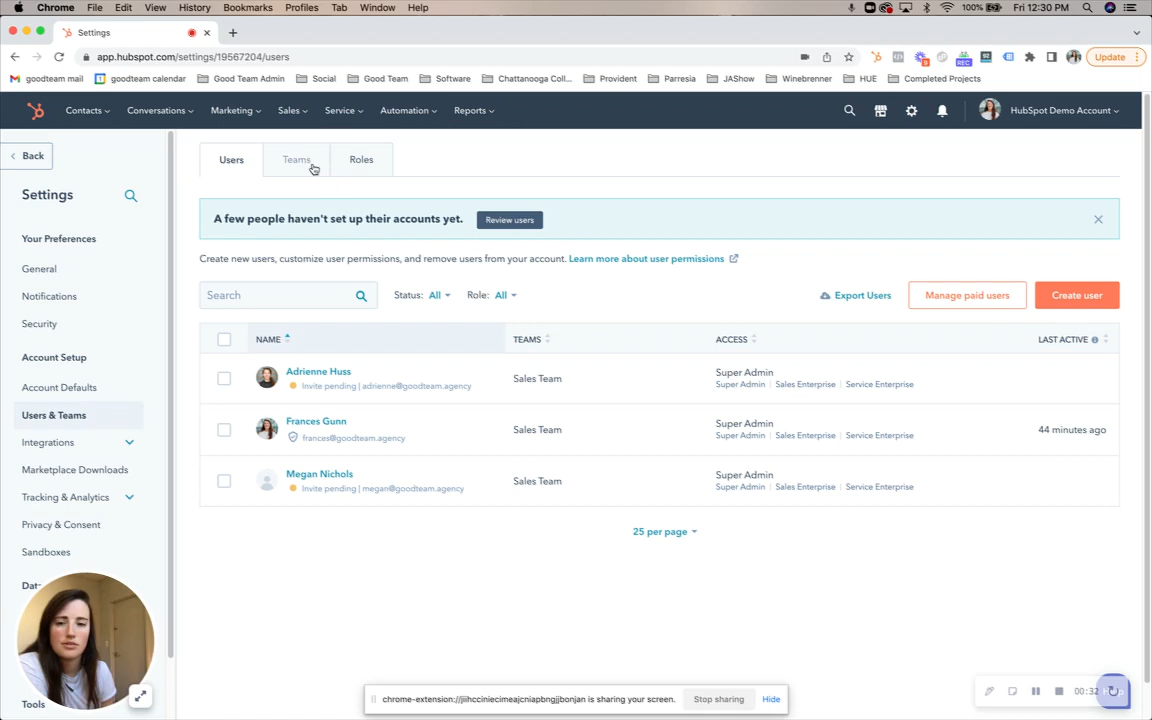 Chrome File Edit View History Bookmarks Profiles Tab Window Help 100% Fri 12:30 PM
Settings
app.hubspot.com/settings/19567204/users Update
goodteam mail goodteam calendar Good Team Admin Social Good Team Software Chattanooga Coll... Provident Parresia JAShow Winebrenner HUE Completed Projects
REC
Contacts Conversations Marketing Sales Service Automation Reports HubSpot Demo Account
Back
Users Teams Roles
Settings
A few people haven't set up their accounts yet. Review users
Your Preferences
General
Notifications
Security
Account Setup
Account Defaults
Users & Teams
Integrations
Marketplace Downloads
Tracking & Analytics
Privacy & Consent
Sandboxes
Dat
Tools
Create new users, customize user permissions, and remove users from your account. Learn more about user permissions
Search Status: All Role: All Export Users Manage paid users Create user
NAME TEAMS ACCESS LAST ACTIVE
Adrienne Huss
Invite pending | adrienne@goodteam.agency
Sales Team
Super Admin
Super Admin | Sales Enterprise | Service Enterprise
Frances Gunn
frances@goodteam.agency
Sales Team
Super Admin
Super Admin | Sales Enterprise | Service Enterprise
44 minutes ago
Megan Nichols
Invite pending | megan@goodteam.agency
Sales Team
Super Admin
Super Admin | Sales Enterprise | Service Enterprise
25 per page
chrome-extension://jiihcciniecimeajcniapbngjjbonjan is sharing your screen. Stop sharing Hide
00:32